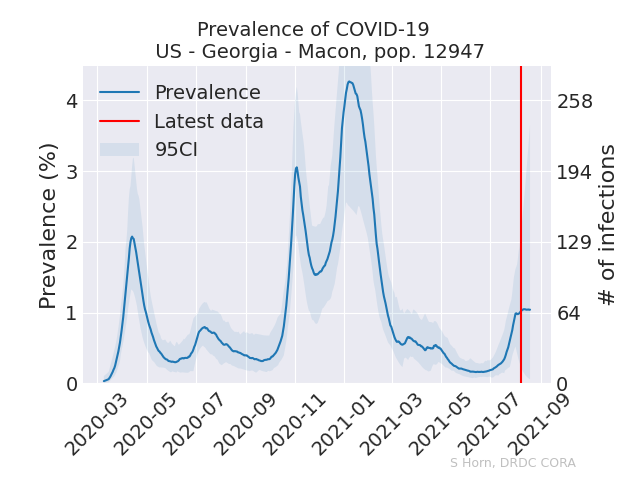 Prevalence of COVID-19
US - Georgia - Macon, pop. 12947
Prevalence
Latest data
95CI
Prevalence (%)
4
3
2
1
0
# of infections
258
194
129
64
0
2020-03
2020-05
2020-07
2020-09
2020-11
2021-01
2021-03
2021-05
2021-07
2021-09
S Horn, DRDC CORA